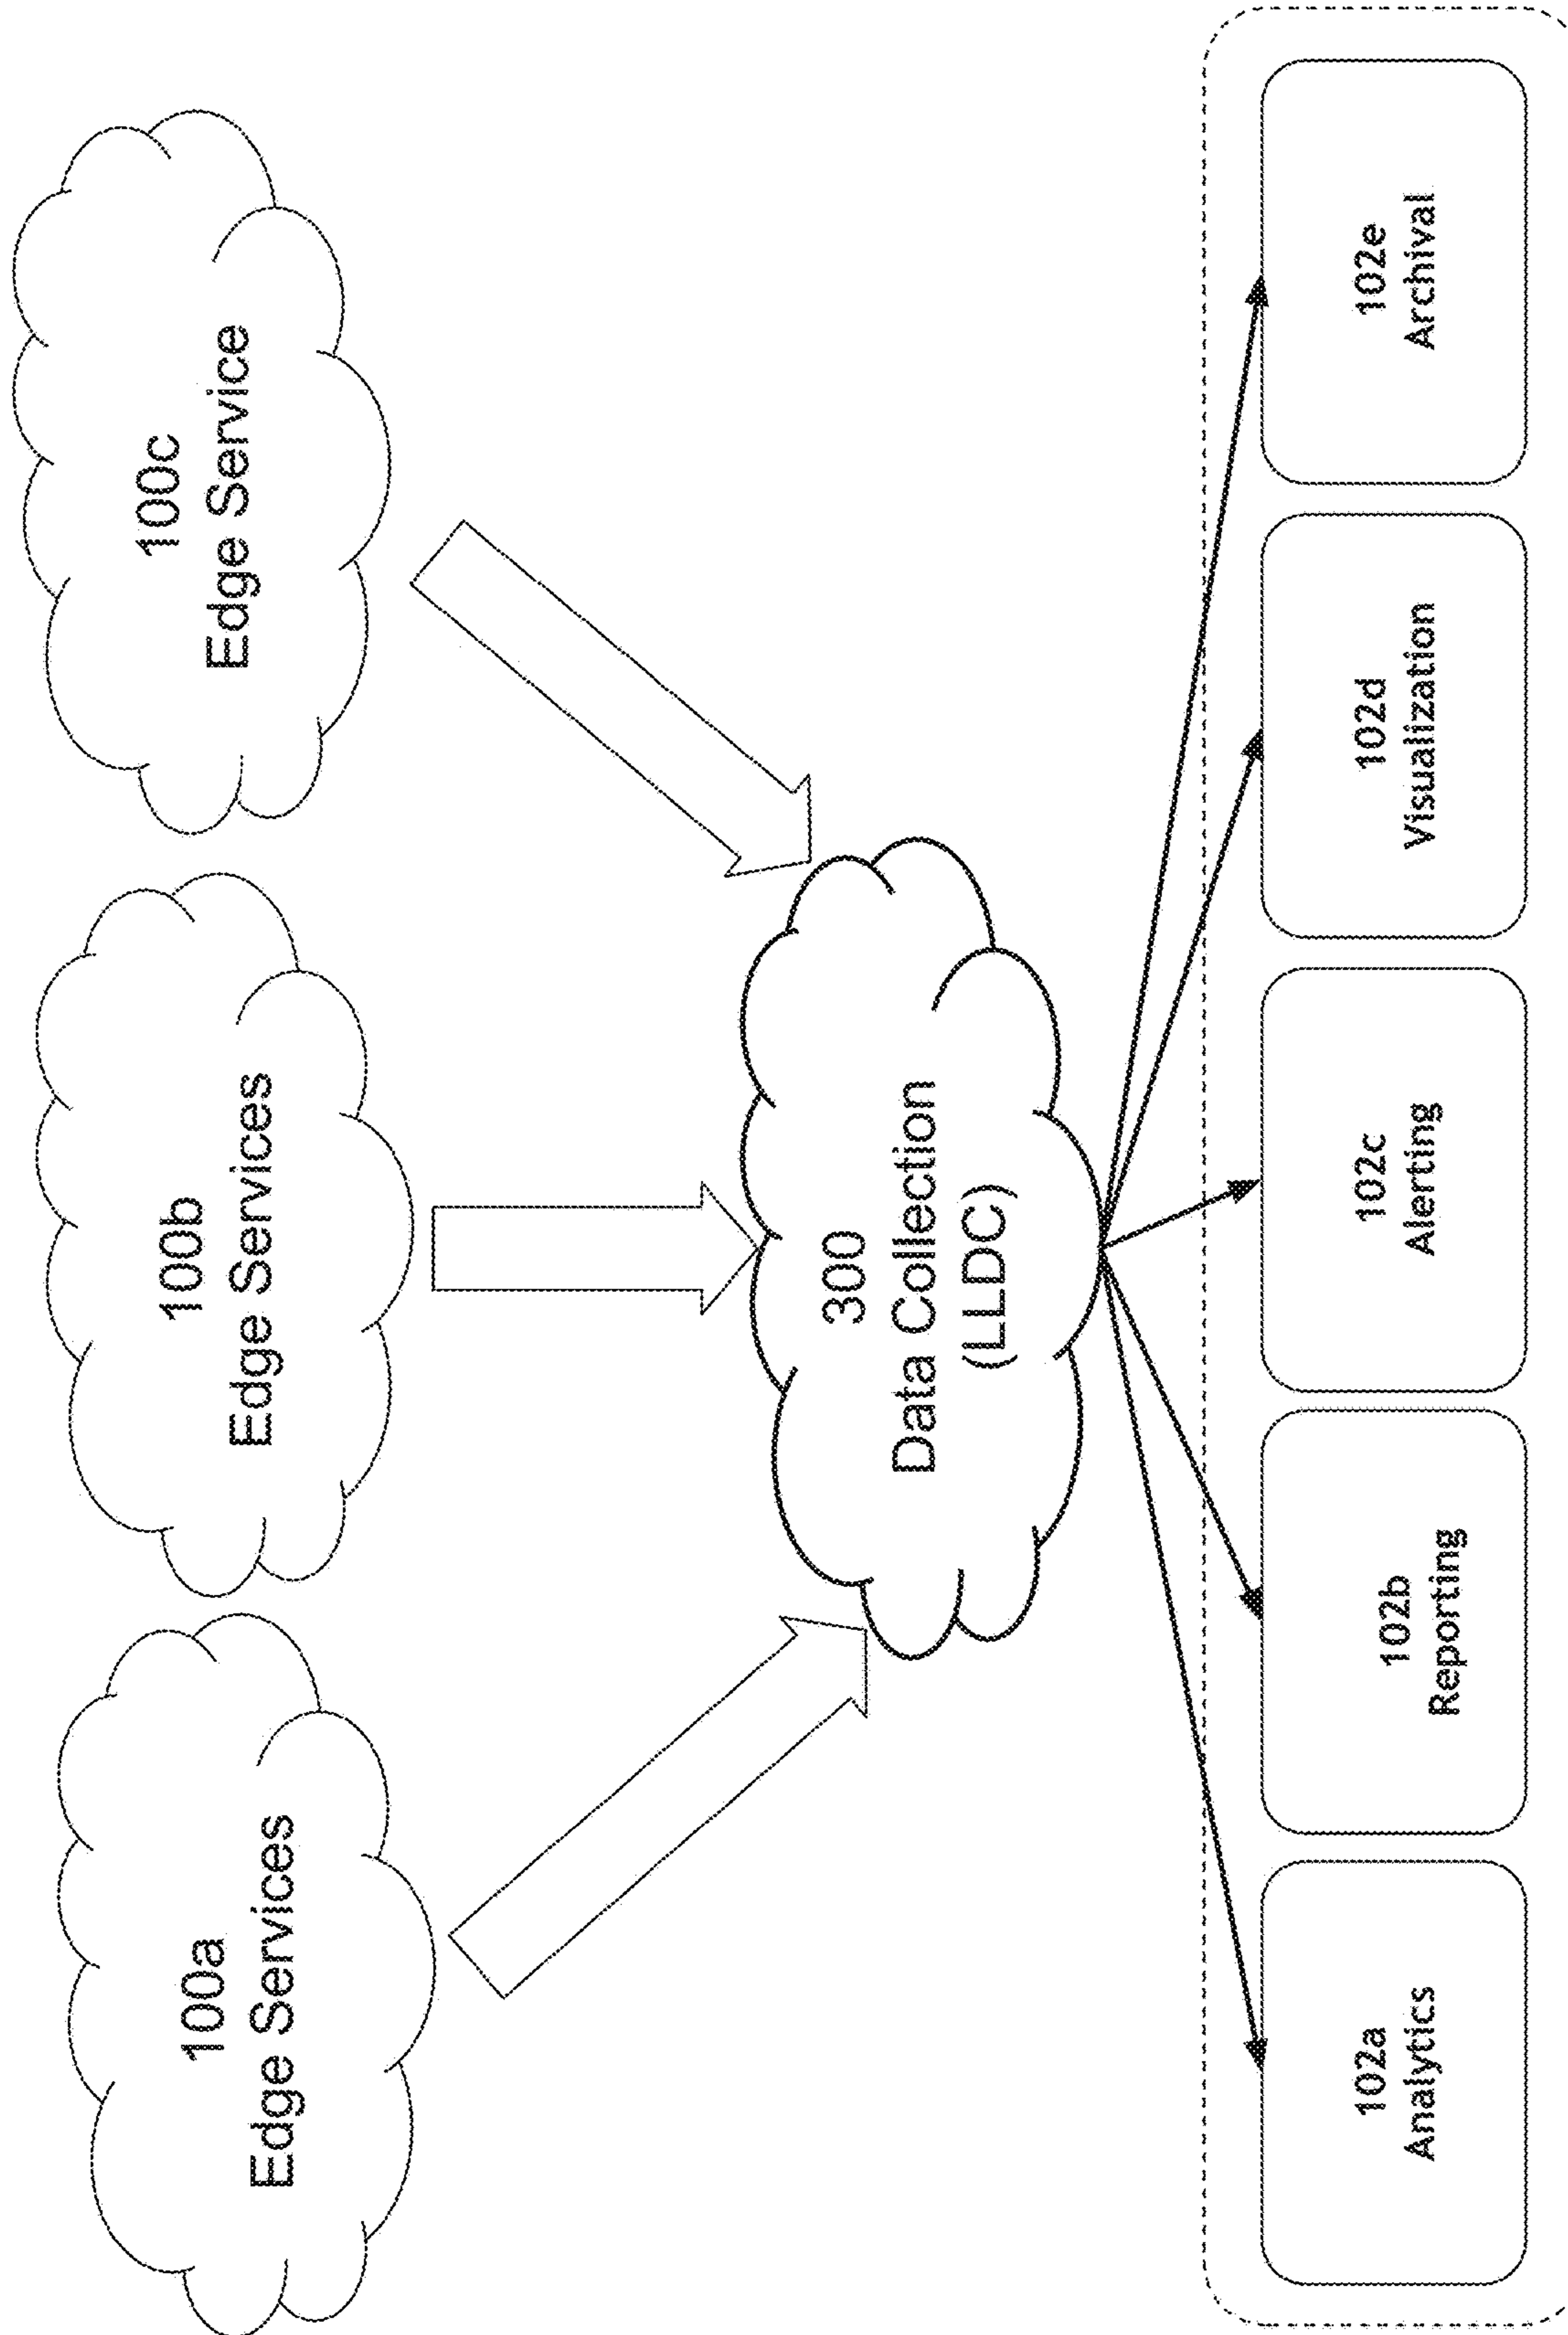 100a
Edge Services
100b
Edge Services
100c
Edge Service
300
Data Collection
(LLDC)
102a
Analytics
102b
Reporting
102c
Alerting
102d
Visualization
102e
Archival